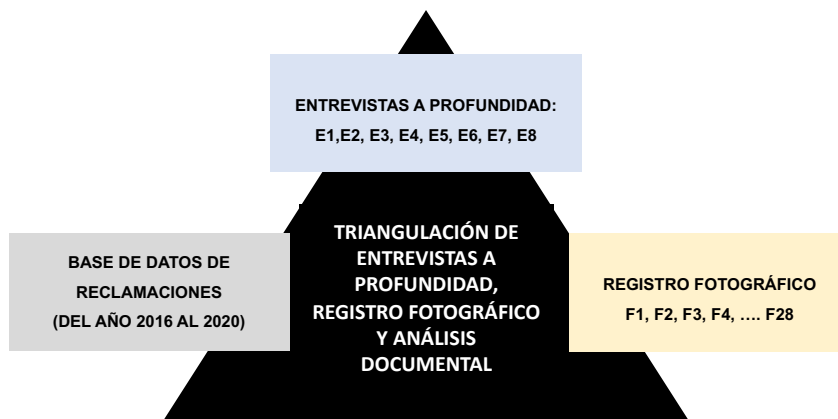 ENTREVISTAS A PROFUNDIDAD:
E1,E2, E3, E4, E5, E6, E7, E8
BASE DE DATOS DE
RECLAMACIONES
(DEL AÑO 2016 AL 2020)
TRIANGULACIÓN DE
ENTREVISTAS A
PROFUNDIDAD,
REGISTRO FOTOGRÁFICO
Y ANÁLISIS
DOCUMENTAL
REGISTRO FOTOGRÁFICO
F1, F2, F3, F4, …. F28